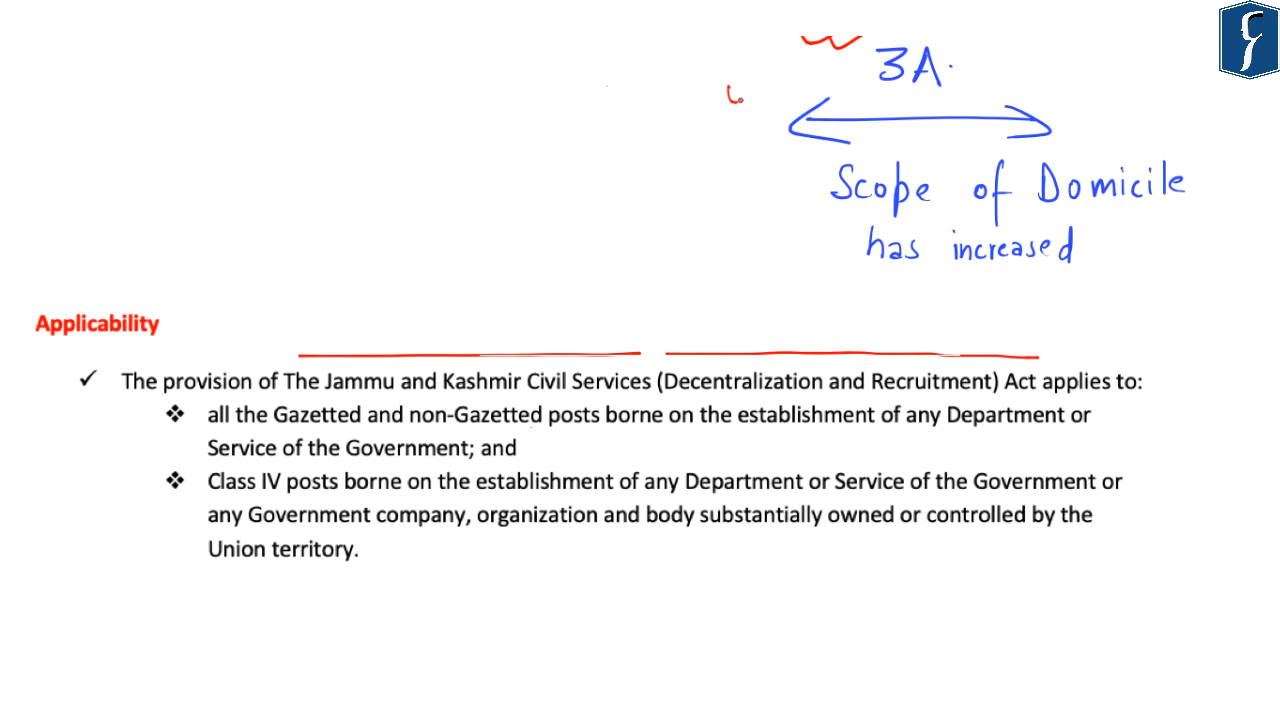 3A.
Scope of Domicile
has increased
Applicability
✓ The provision of The Jammu and Kashmir Civil Services (Decentralization and Recruitment) Act applies to:
❖ all the Gazetted and non-Gazetted posts borne on the establishment of any Department or
Service of the Government; and
❖ Class IV posts borne on the establishment of any Department or Service of the Government or
any Government company, organization and body substantially owned or controlled by the
Union territory.